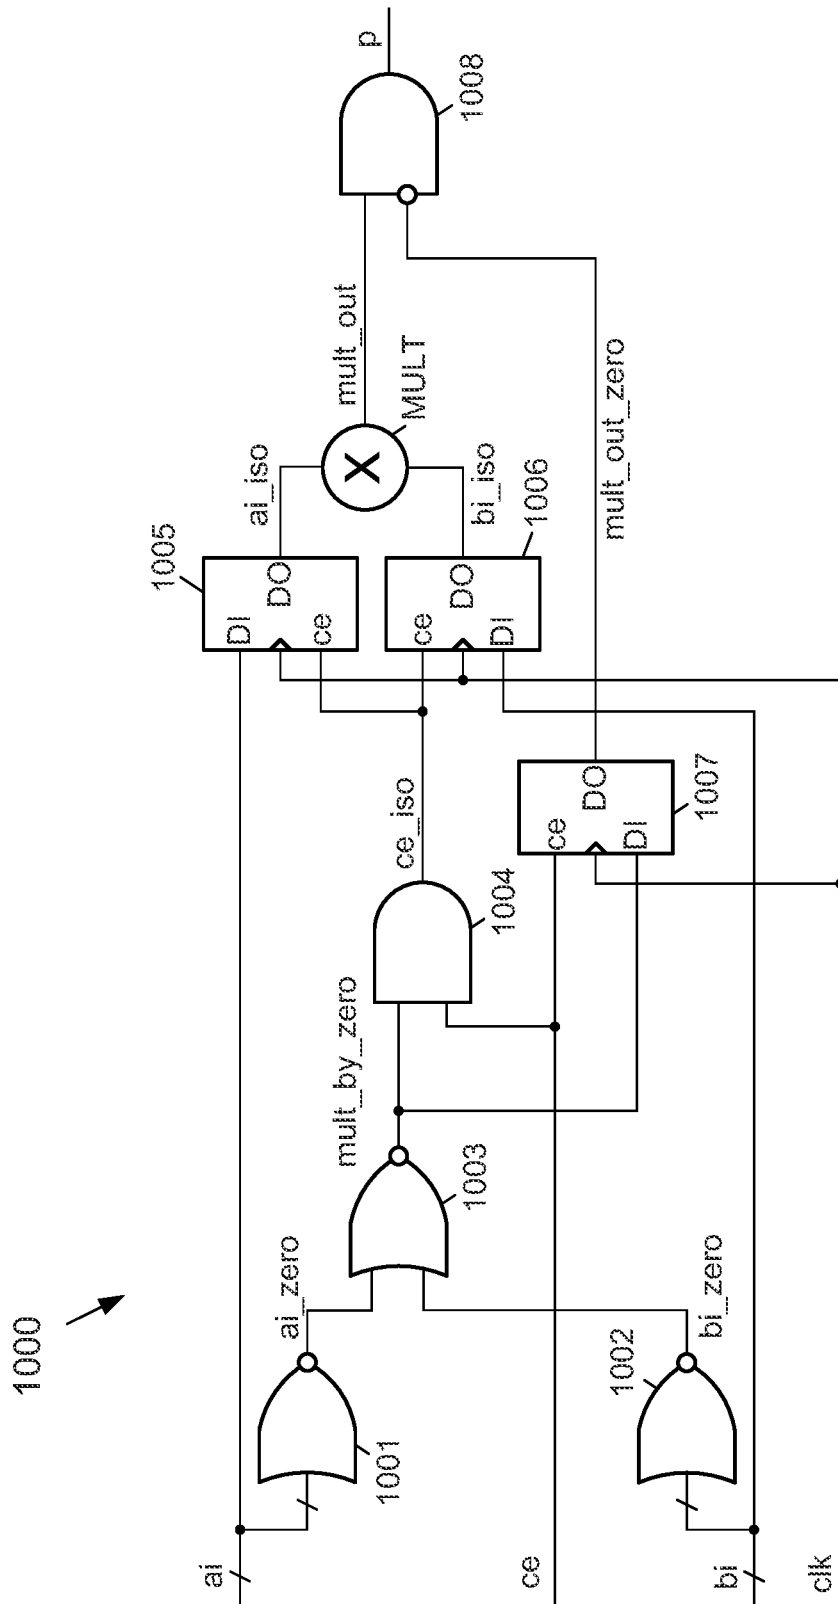 1000
ai
ce
bi
clk
1001
1002
ai_zero
bi_zero
1003
mult_by_zero
1004
ce_iso
1005
DI
DO
ce
1006
ce
DO
DI
1007
ce
DO
DI
ai_iso
bi_iso
MULT
X
mult_out
mult_out_zero
1008
p